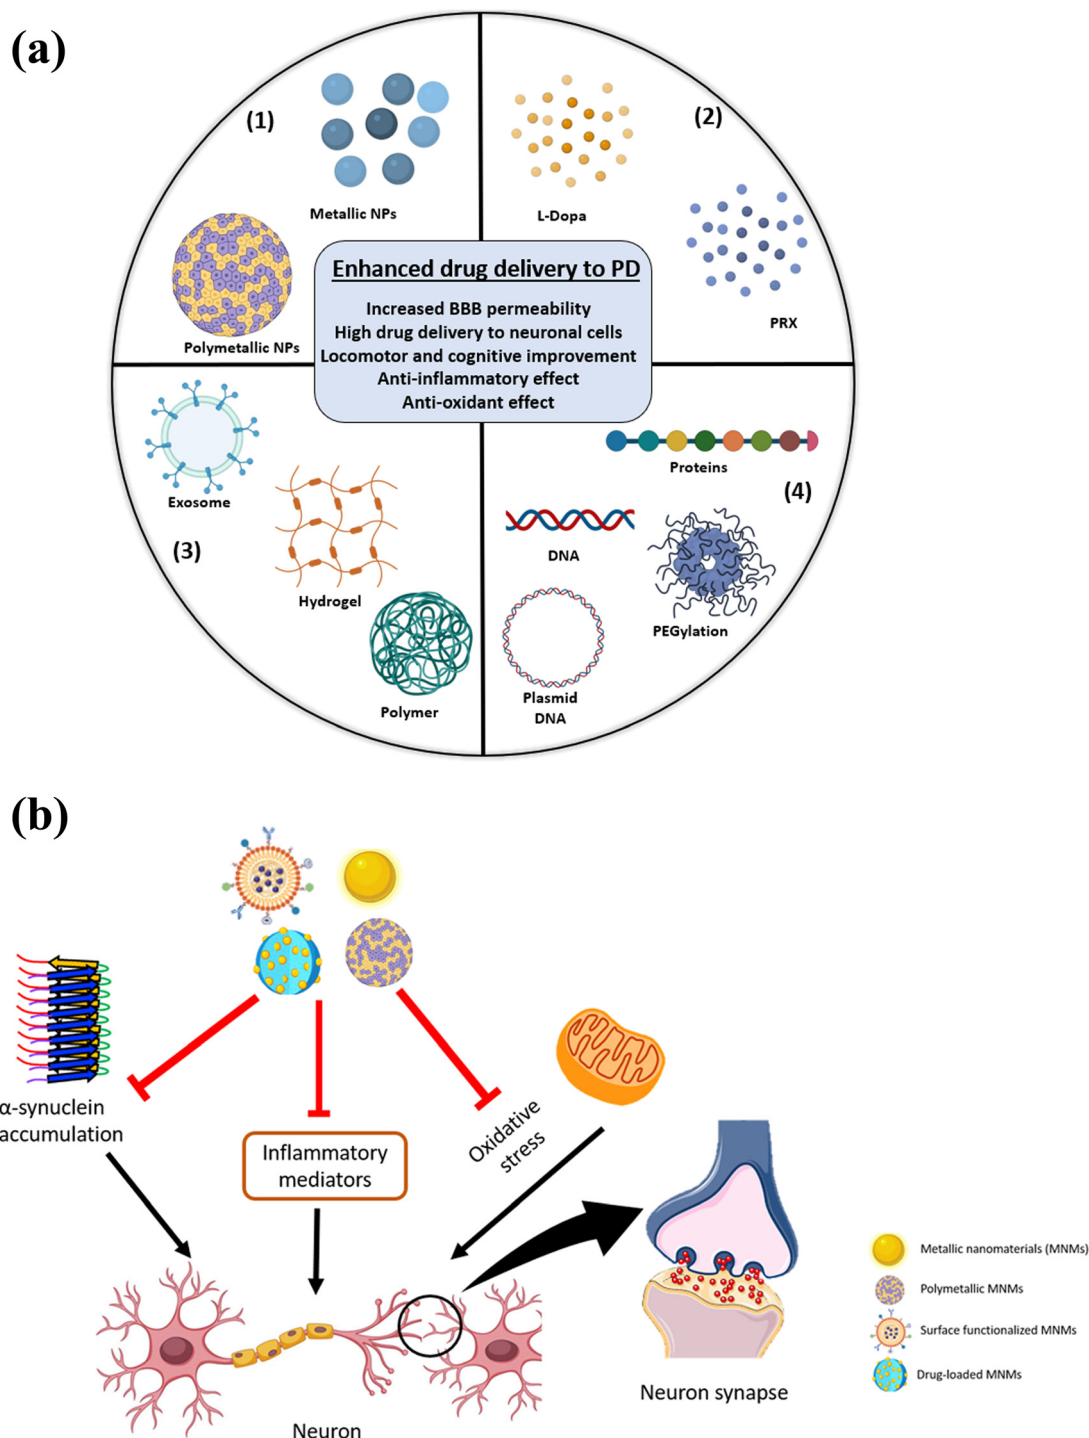 (a)
(1)
(2)
Metallic NPs
L-Dopa
Polymetallic NPs
PRX
Enhanced drug delivery to PD
Increased BBB permeability
High drug delivery to neuronal cells
Locomotor and cognitive improvement
Anti-inflammatory effect
Anti-oxidant effect
Exosome
(3)
Hydrogel
Polymer
Proteins
(4)
DNA
PEGylation
Plasmid
DNA
(b)
α-synuclein
accumulation
Inflammatory
mediators
Oxidative
stress
Neuron
Neuron synapse
Metallic nanomaterials (MNMs)
Polymetallic MNMs
Surface functionalized MNMs
Drug-loaded MNMs